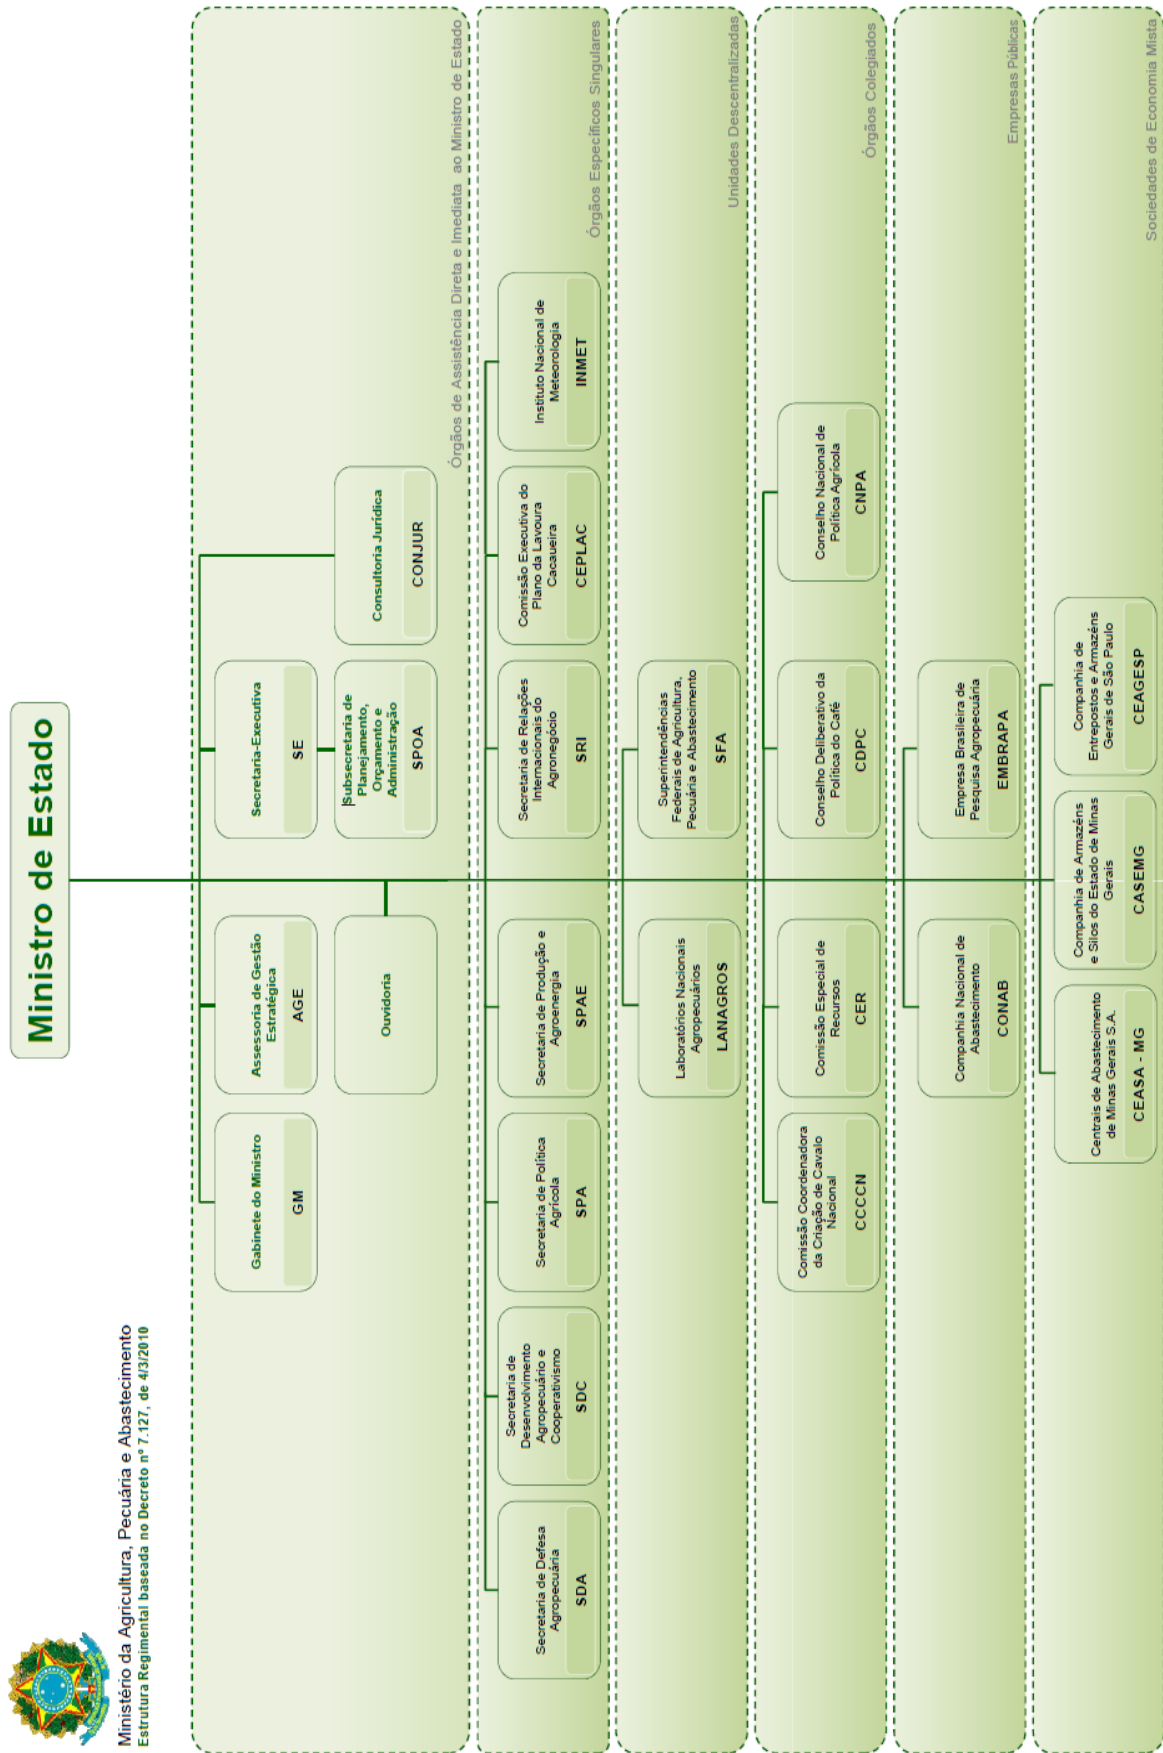 Ministro de Estado
Ministério da Agricultura, Pecuária e Abastecimento
Estrutura Regimental baseada no Decreto nº 7.127, de 4/3/2010
Gabinete do Ministro
GM
Assessoria de Gestão
Estratégica
AGE
Secretaria-Executiva
SE
Ouvidoria
Subsecretaria de
Planejamento,
Orçamento e
Administração
SPOA
Consultoria Jurídica
CONJUR
Órgãos de Assistência Direta e Imediata ao Ministro de Estado
Secretaria de Defesa
Agropecuária
SDA
Secretaria de
Desenvolvimento
Agropecuário e
Cooperativismo
SDC
Secretaria de Política
Agrícola
SPA
Secretaria de Produção e
Agroenergia
SPAE
Secretaria de Relações
Internacionais do
Agronegócio
SRI
Comissão Executiva do
Plano da Lavoura
Cacaueira
CEPLAC
Instituto Nacional de
Meteorologia
INMET
Órgãos Específicos Singulares
Laboratórios Nacionais
Agropecuários
LANAGROS
Superintendências
Federais de Agricultura,
Pecuária e Abastecimento
SFA
Unidades Descentralizadas
Comissão Coordenadora
da Criação de Cavalo
Nacional
CCCCN
Comissão Especial de
Recursos
CER
Conselho Deliberativo da
Política do Café
CDPC
Conselho Nacional de
Política Agrícola
CNPA
Órgãos Colegiados
Companhia Nacional de
Abastecimento
CONAB
Empresa Brasileira de
Pesquisa Agropecuária
EMBRAPA
Empresas Públicas
Centrais de Abastecimento
de Minas Gerais S.A.
CEASA - MG
Companhia de Armazéns
e Silos do Estado de Minas
Gerais
CASEMG
Companhia de
Entrepostos e Armazéns
Gerais de São Paulo
CEAGESP
Sociedades de Economia Mista